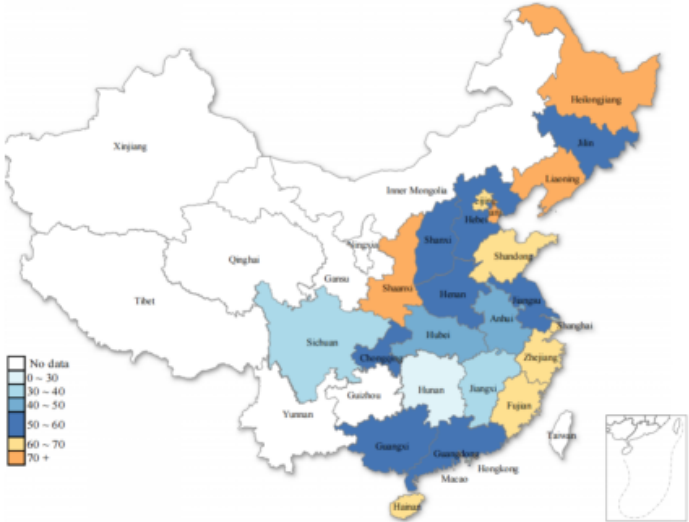 Heilongjiang
Jilin
Xinjiang
Liaoning
Inner Mongolia
Hebei
Shanxi
Ningxia
Shandong
Qinghai
Gansu
Shaanxi
Henan
Jiangsu
Tibet
Anhui
Shanghai
Hubei
Sichuan
Chongqing
Zhejiang
Hunan
Jiangxi
Guizhou
Fujian
Yunnan
Taiwan
Guangxi
Guangdong
Hongkong
Macao
Hainan
No data
0 ~ 30
30 ~ 40
40 ~ 50
50 ~ 60
60 ~ 70
70 +